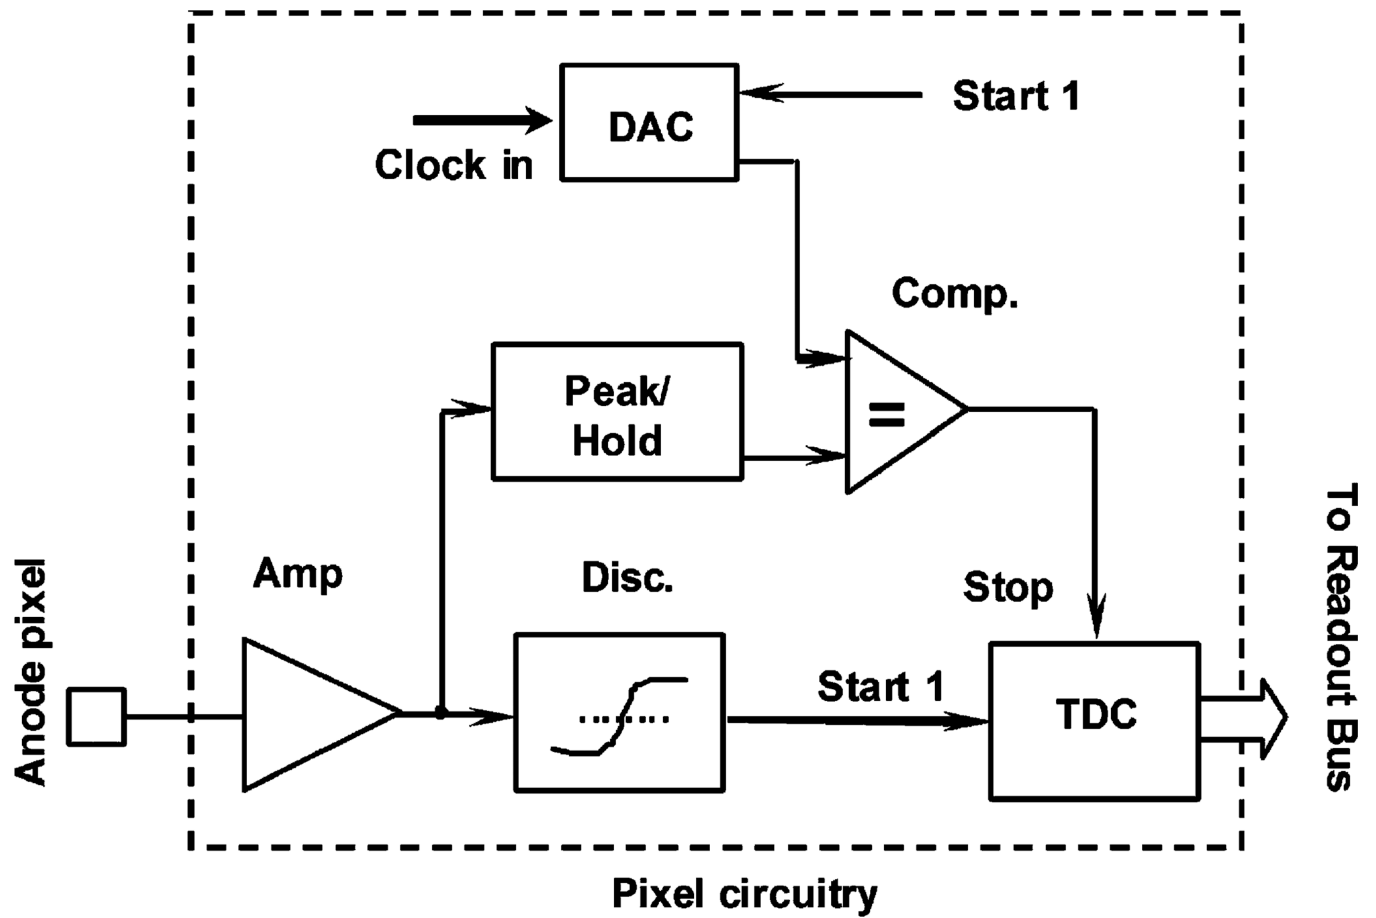 Start 1
DAC
Clock in
Comp.
Peak/
Hold
=
Amp
Disc.
Stop
Start 1
TDC
Anode pixel
To Readout Bus
Pixel circuitry